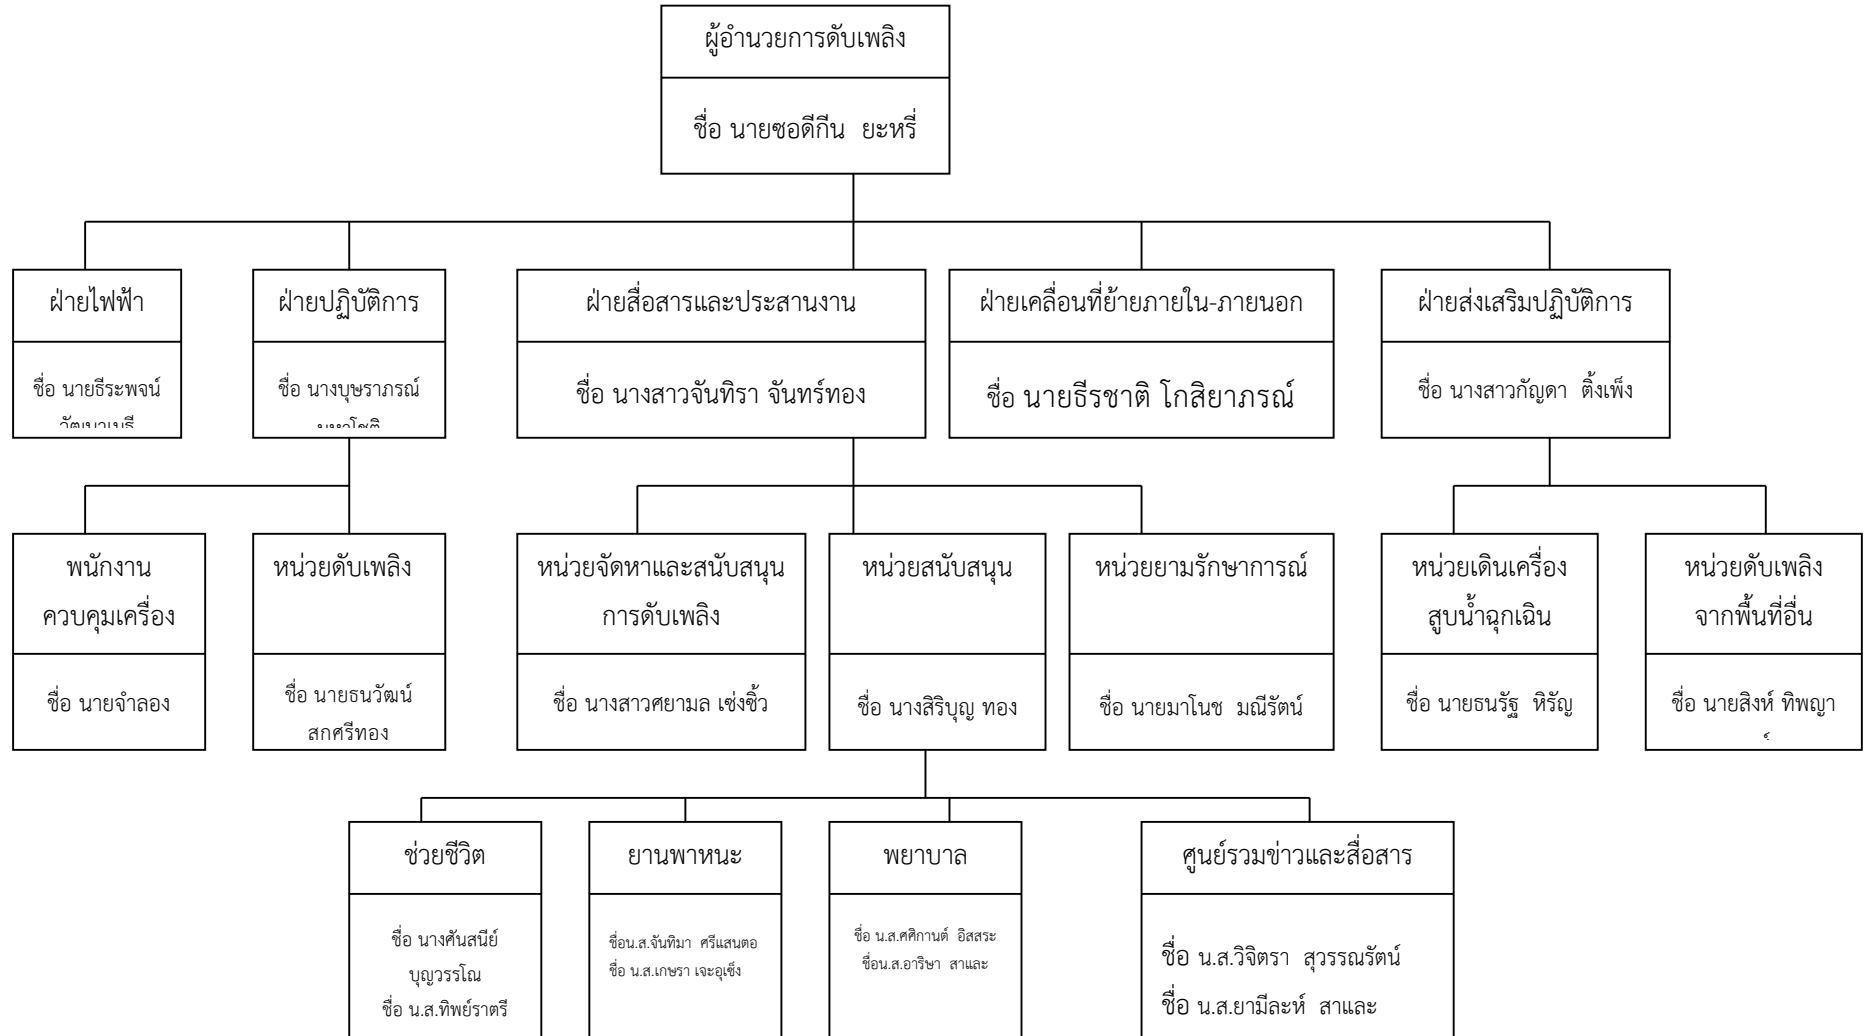 ผู้อำนวยการดับเพลิง
ชื่อ นายซอดีกีน ยะหรี่
ฝ่ายไฟฟ้า
ชื่อ นายธีระพจน์
ฝ่ายปฏิบัติการ
ชื่อ นางบุษราภรณ์
ฝ่ายสื่อสารและประสานงาน
ชื่อ นางสาวจันทิรา จันทร์ทอง
ฝ่ายเคลื่อนที่ย้ายภายใน-ภายนอก
ชื่อ นายธีรชาติ โกสิยาภรณ์
ฝ่ายส่งเสริมปฏิบัติการ
ชื่อ นางสาวกัญดา ติ้งเพ็ง
พนักงาน
ควบคุมเครื่อง
ชื่อ นายจำลอง
หน่วยดับเพลิง
ชื่อ นายธนวัฒน์
สกศรีทอง
หน่วยจัดหาและสนับสนุน
การดับเพลิง
ชื่อ นางสาวศยามล เซ่งซิ้ว
หน่วยสนับสนุน
ชื่อ นางสิริบุญ ทอง
หน่วยยามรักษาการณ์
ชื่อ นายมาโนช มณีรัตน์
หน่วยเดินเครื่อง
สูบน้ำฉุกเฉิน
ชื่อ นายธนรัฐ หิรัญ
หน่วยดับเพลิง
จากพื้นที่อื่น
ชื่อ นายสิงห์ ทิพญา
ช่วยชีวิต
ชื่อ นางศันสนีย์
บุญวรรโณ
ชื่อ น.ส.ทิพย์ราตรี
ยานพาหนะ
ชื่อน.ส.จันทิมา ศรีแสนตอ
ชื่อ น.ส.เกษรา เจะอุเซ็ง
พยาบาล
ชื่อ น.ส.ศศิกานต์ อิสสระ
ชื่อน.ส.อาริษา สาและ
ศูนย์รวมข่าวและสื่อสาร
ชื่อ น.ส.วิจิตรา สุวรรณรัตน์
ชื่อ น.ส.ยามีละห์ สาและ